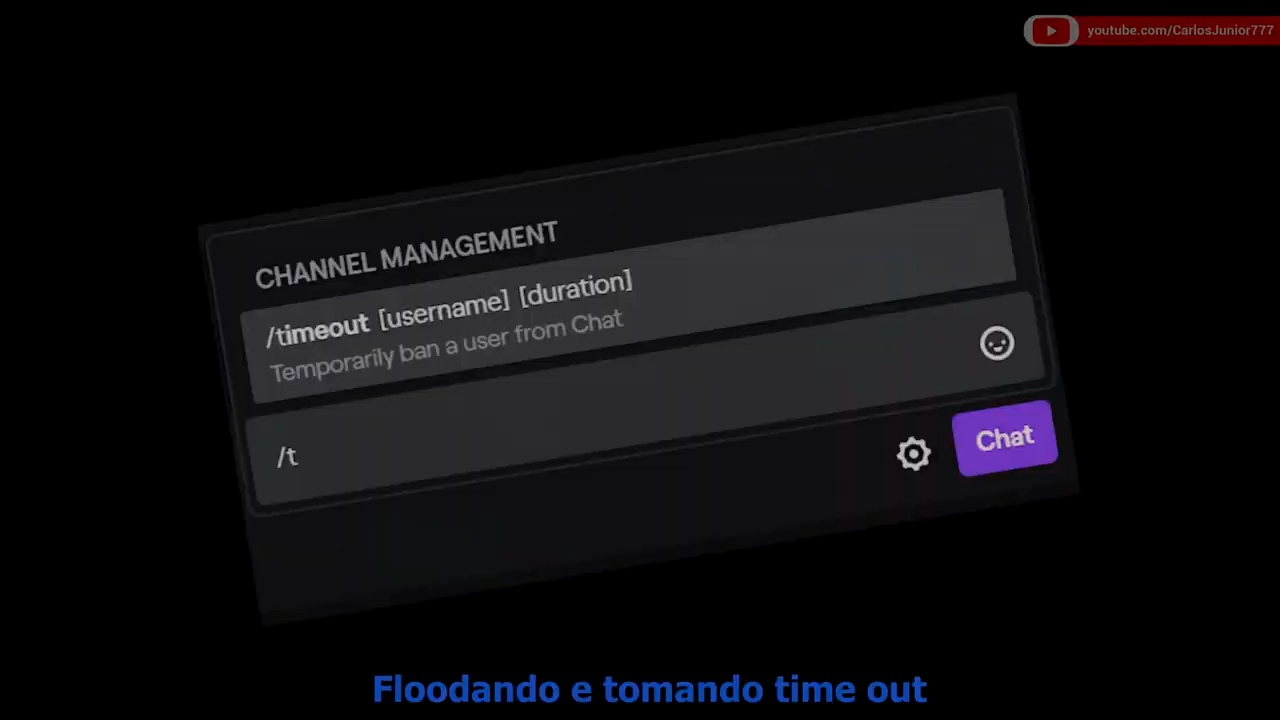 youtube.com/CarlosJunior777
CHANNEL MANAGEMENT
/timeout [username] [duration]
Temporarily ban a user from Chat
/t
Chat
Floodando e tomando time out